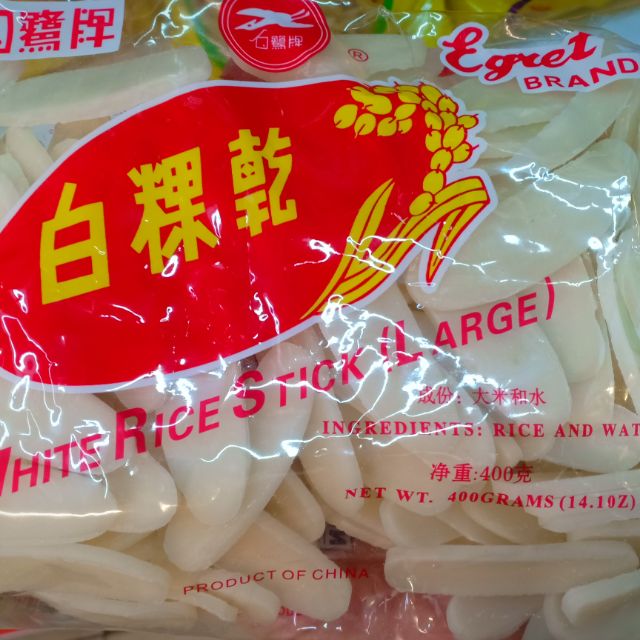 白鷺牌
白鷺牌
®
Egret
BRAND
白粿乾
WHITE RICE STICK (LARGE)
成份: 大米和水
INGREDIENTS: RICE AND WAT
净重:400克
NET WT. 400GRAMS(14.1OZ)
PRODUCT OF CHINA